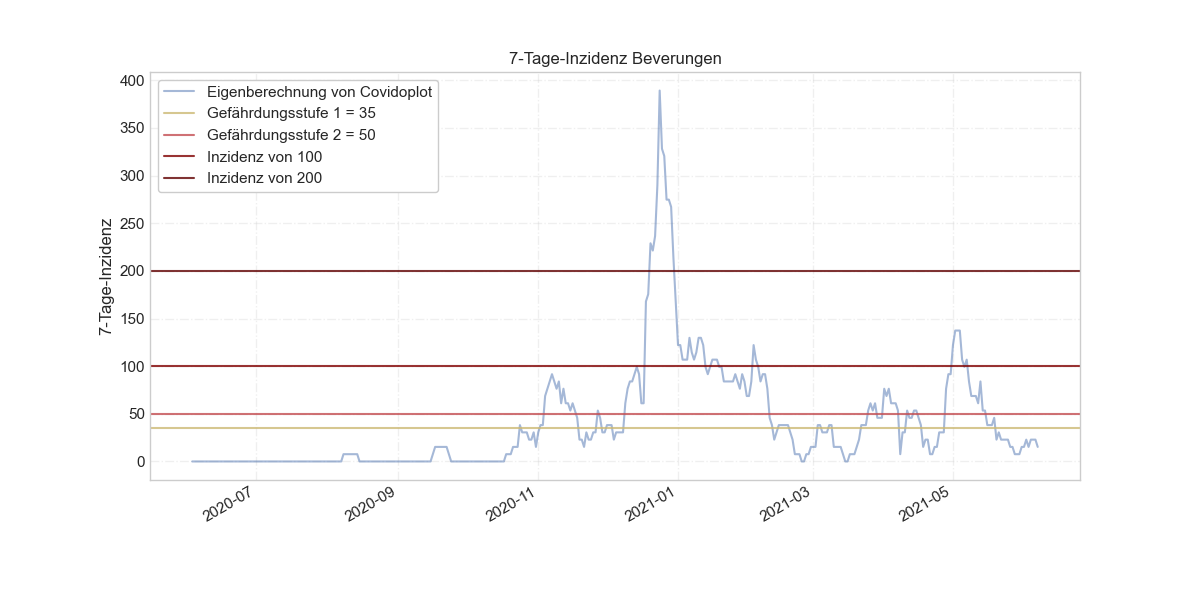 7-Tage-Inzidenz Beverungen
400
350
300
250
200
150
100
50
0
7-Tage-Inzidenz
Eigenberechnung von Covidoplot
Gefährdungsstufe 1 = 35
Gefährdungsstufe 2 = 50
Inzidenz von 100
Inzidenz von 200
2020-07
2020-09
2020-11
2021-01
2021-03
2021-05